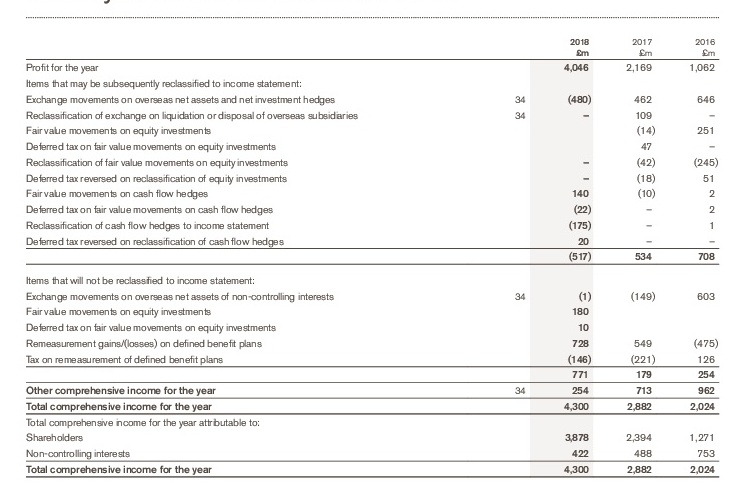 2018 2017 2016
£m £m £m
Profit for the year 4,046 2,169 1,062
Items that may be subsequently reclassified to income statement:
Exchange movements on overseas net assets and net investment hedges 34 (480) 462 646
Reclassification of exchange on liquidation or disposal of overseas subsidiaries 34 – 109 –
Fair value movements on equity investments (14) 251
Deferred tax on fair value movements on equity investments 47 –
Reclassification of fair value movements on equity investments – (42) (245)
Deferred tax reversed on reclassification of equity investments – (18) 51
Fair value movements on cash flow hedges 140 (10) 2
Deferred tax on fair value movements on cash flow hedges (22) – 2
Reclassification of cash flow hedges to income statement (175) – 1
Deferred tax reversed on reclassification of cash flow hedges 20 – –
(517) 534 708
Items that will not be reclassified to income statement:
Exchange movements on overseas net assets of non-controlling interests 34 (1) (149) 603
Fair value movements on equity investments 180
Deferred tax on fair value movements on equity investments 10
Remeasurement gains/(losses) on defined benefit plans 728 549 (475)
Tax on remeasurement of defined benefit plans (146) (221) 126
771 179 254
Other comprehensive income for the year 34 254 713 962
Total comprehensive income for the year 4,300 2,882 2,024
Total comprehensive income for the year attributable to:
Shareholders 3,878 2,394 1,271
Non-controlling interests 422 488 753
Total comprehensive income for the year 4,300 2,882 2,024